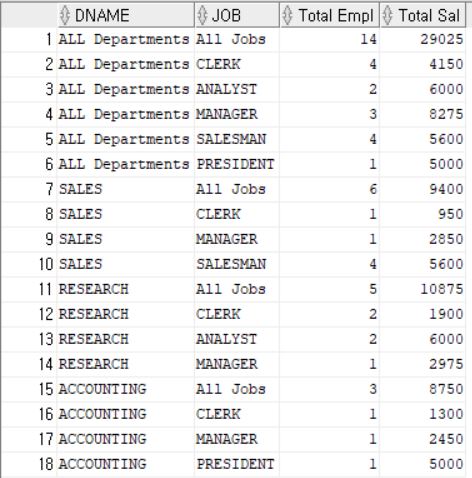 DNAME JOB Total Empl Total Sal
1 ALL Departments All Jobs 14 29025
2 ALL Departments CLERK 4 4150
3 ALL Departments ANALYST 2 6000
4 ALL Departments MANAGER 3 8275
5 ALL Departments SALESMAN 4 5600
6 ALL Departments PRESIDENT 1 5000
7 SALES All Jobs 6 9400
8 SALES CLERK 1 950
9 SALES MANAGER 1 2850
10 SALES SALESMAN 4 5600
11 RESEARCH All Jobs 5 10875
12 RESEARCH CLERK 2 1900
13 RESEARCH ANALYST 2 6000
14 RESEARCH MANAGER 1 2975
15 ACCOUNTING All Jobs 3 8750
16 ACCOUNTING CLERK 1 1300
17 ACCOUNTING MANAGER 1 2450
18 ACCOUNTING PRESIDENT 1 5000